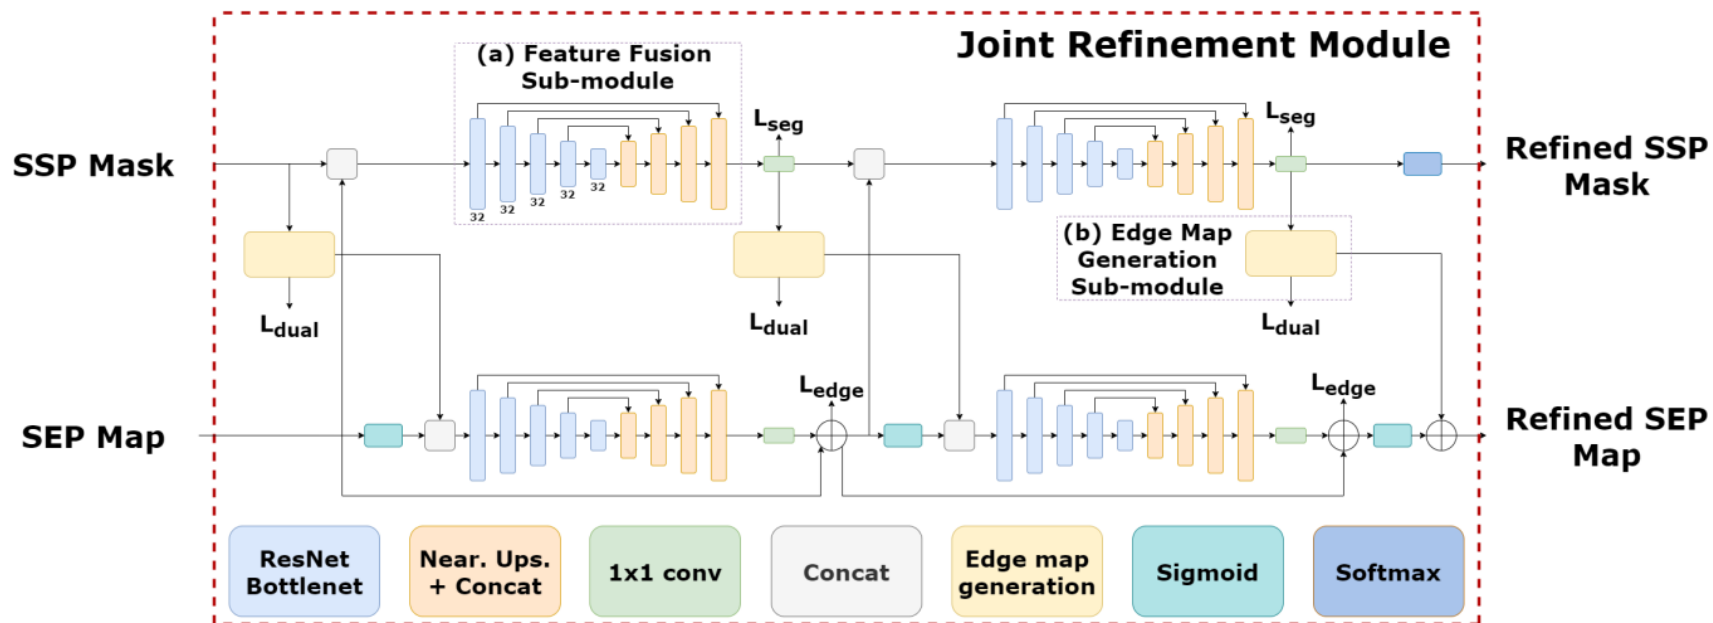 Joint Refinement Module
(a) Feature Fusion
Sub-module
SSP Mask
Lseg
Lseg
Refined SSP
Mask
32
32
32
32
32
(b) Edge Map
Generation
Sub-module
Ldual
Ldual
Ldual
SEP Map
Ledge
Ledge
Refined SEP
Map
ResNet
Bottlenet
Near. Ups.
+ Concat
1x1 conv
Concat
Edge map
generation
Sigmoid
Softmax